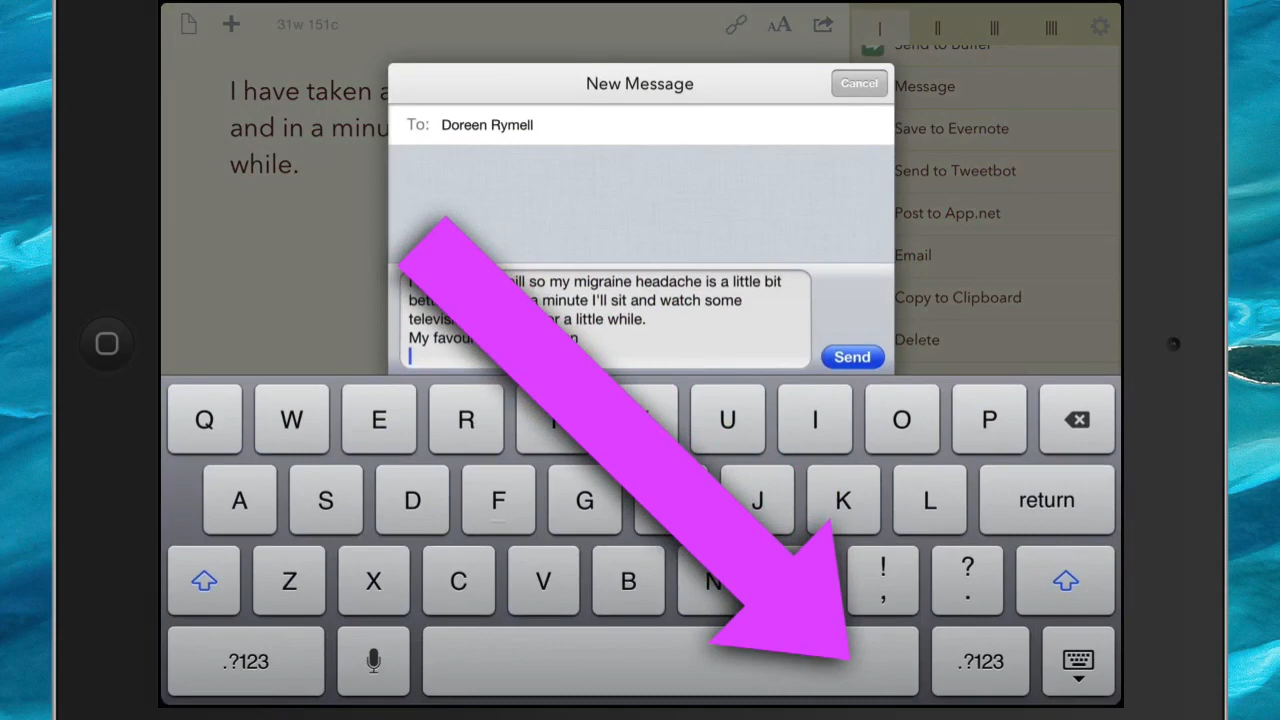 31w 151c
Send to Buffer
I have taken
and in a minu
while.
New Message
Cancel
To: Doreen Rymell
Message
Save to Evernote
Send to Tweetbot
Post to App.net
Email
Copy to Clipboard
Delete
so my migraine headache is a little bit
minute I'll sit and watch some
a little while.
My
Send
Q W E R U I O P
A S D F G J K L return
Z X C V B N ! , ? .
.?123 .?123